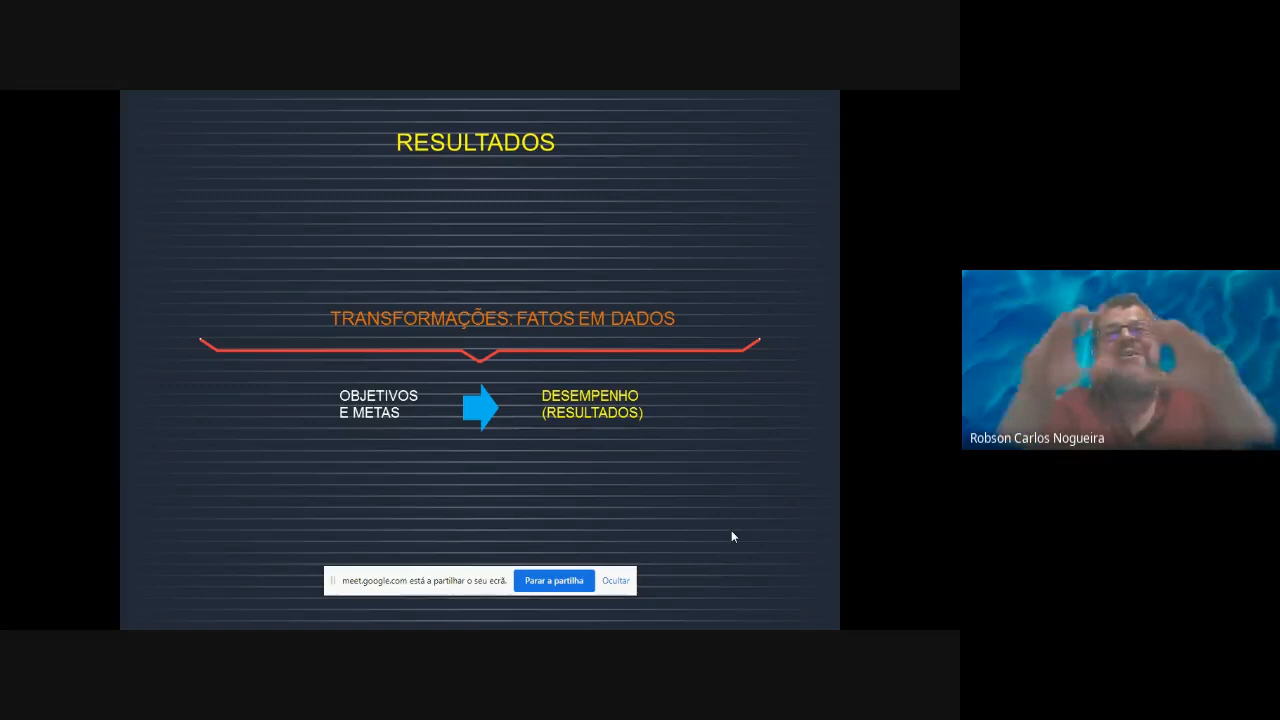 RESULTADOS
TRANSFORMAÇÕES: FATOS EM DADOS
OBJETIVOS
E METAS
DESEMPENHO
(RESULTADOS)
meet.google.com está a partilhar o seu ecrã.
Parar a partilha
Ocultar
Robson Carlos Nogueira